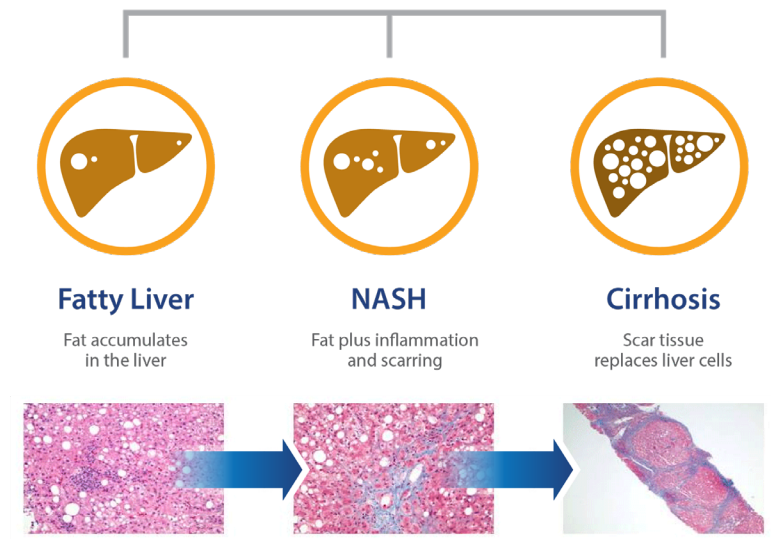 Fatty Liver
Fat accumulates
in the liver
NASH
Fat plus inflammation
and scarring
Cirrhosis
Scar tissue
replaces liver cells